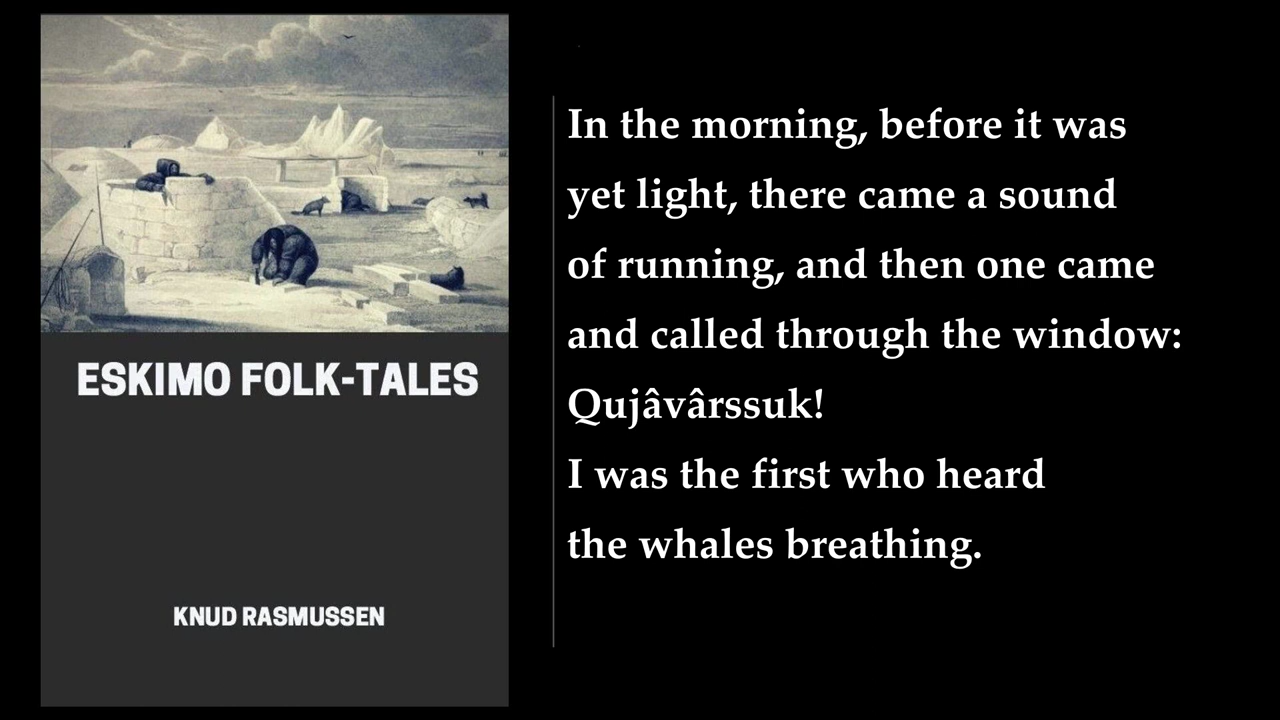 ESKIMO FOLK-TALES
KNUD RASMUSSEN
In the morning, before it was
yet light, there came a sound
of running, and then one came
and called through the window:
Qujâvârssuk!
I was the first who heard
the whales breathing.